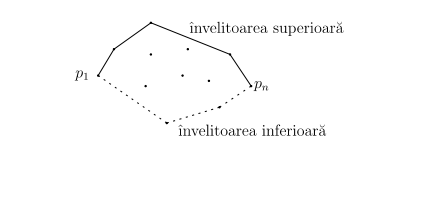 învelitoarea superioară
p₁
pₙ
învelitoarea inferioară